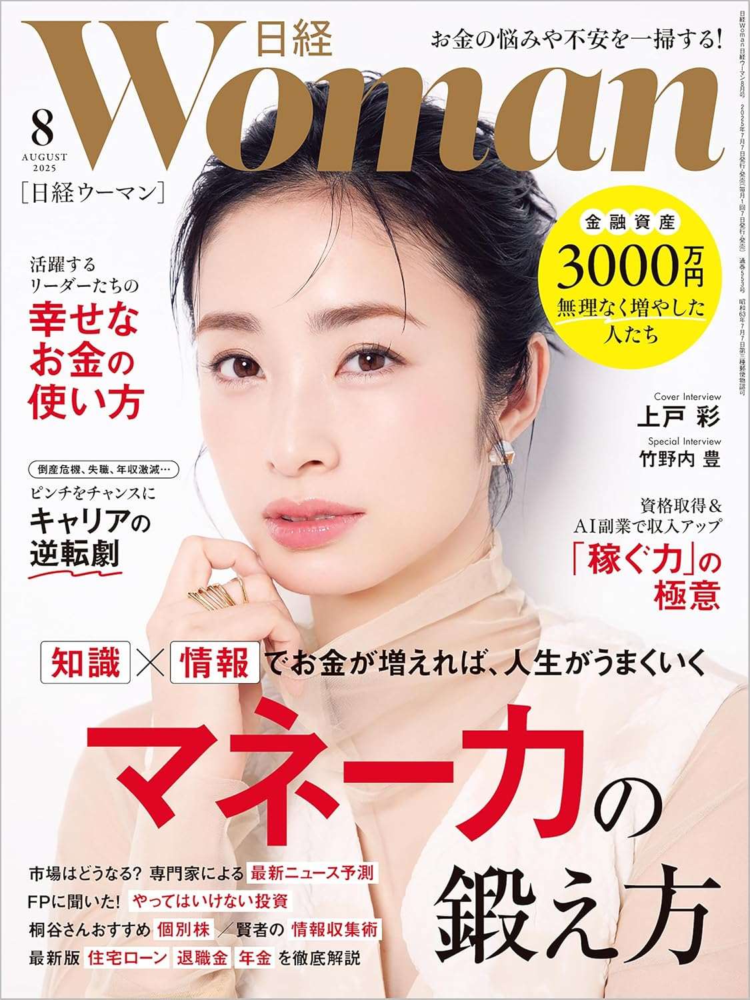 日経
Woman
お金の悩みや不安を一掃する!
8
AUGUST
2025
[日経ウーマン]
日経Woman 日経ウーマン8月号 2025年7月7日発行・発売(毎月1回7日発行・発売) 通巻553号 昭和63年7月7日第三種郵便物認可
金融資産
3000万円
無理なく増やした
人たち
活躍する
リーダーたちの
幸せな
お金の
使い方
Cover Interview
上戸 彩
Special Interview
竹野内 豊
倒産危機、失職、年収激減…
ピンチをチャンスに
キャリアの
逆転劇
資格取得&
AI副業で収入アップ
「稼ぐ力」の
極意
知識×情報でお金が増えれば、人生がうまくいく
マネー力の
鍛え方
市場はどうなる? 専門家による 最新ニュース予測
FPに聞いた! やってはいけない投資
桐谷さんおすすめ 個別株/賢者の 情報収集術
最新版 住宅ローン 退職金 年金 を徹底解説